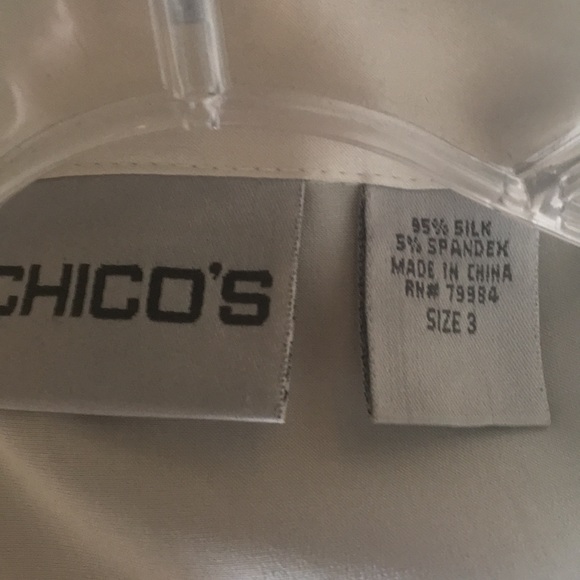 CHICO'S
95% SILK
5% SPANDEX
MADE IN CHINA
RN# 79984
SIZE 3